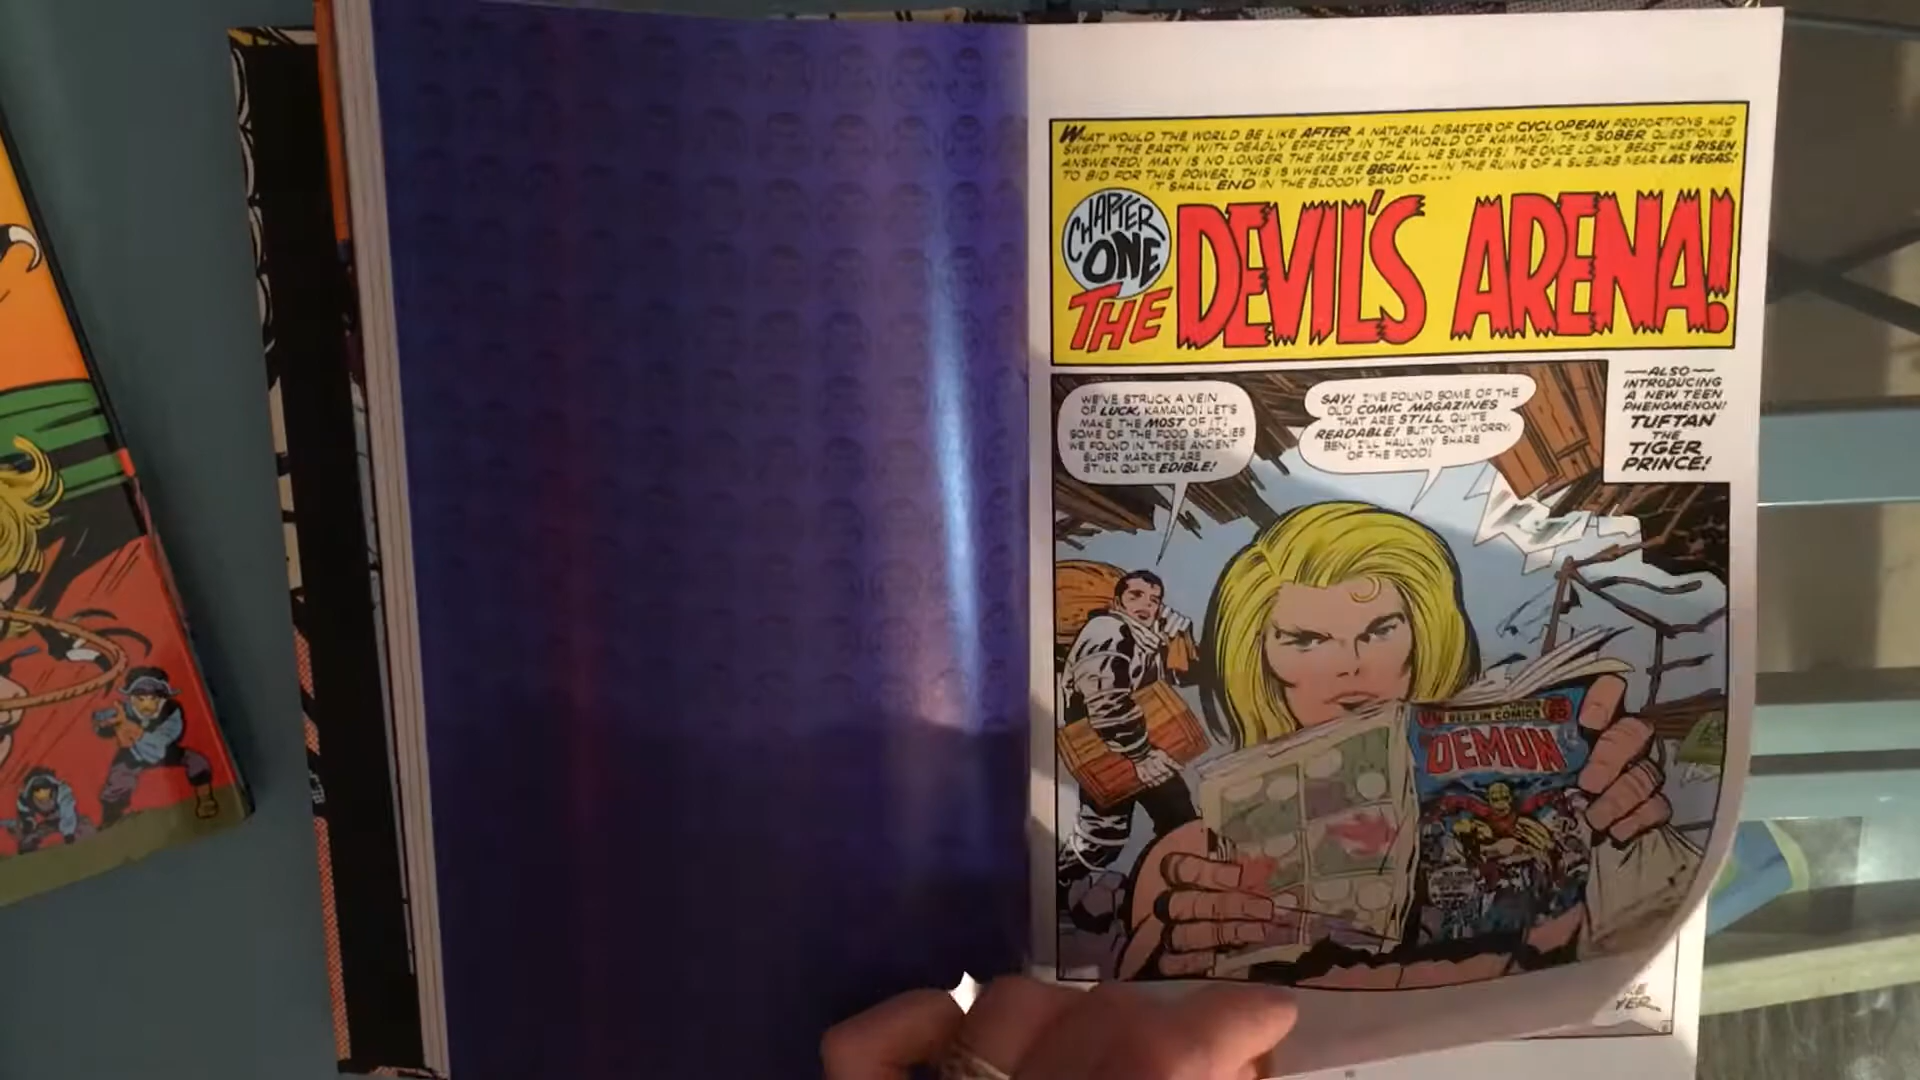 WHAT WOULD THE WORLD BE LIKE AFTER A NATURAL DISASTER OF CYCLOPEAN PROPORTIONS HAD
SWEPT THE EARTH WITH DEADLY EFFECT? IN THE WORLD OF KAMANDI, THIS SOBER QUESTION IS
ANSWERED! MAN IS NO LONGER THE MASTER OF ALL HE SURVEYS! THE ONCE LOWLY BEAST HAS RISEN
TO BID FOR THIS POWER! THIS IS WHERE WE BEGIN--- IN THE RUINS OF A SUBURB NEAR LAS VEGAS!
IT SHALL END IN THE BLOODY SAND OF---
CHAPTER
ONE
THE DEVIL'S ARENA!
WE'VE STRUCK A VEIN
OF LUCK, KAMANDI! LET'S
MAKE THE MOST OF IT!
SOME OF THE FOOD SUPPLIES
WE FOUND IN THESE ANCIENT
SUPER MARKETS ARE
STILL QUITE EDIBLE!
SAY! I'VE FOUND SOME OF THE
OLD COMIC MAGAZINES
THAT ARE STILL QUITE
READABLE! BUT DON'T WORRY,
BEN! I'LL HAUL MY SHARE
OF THE FOOD!
—ALSO—
INTRODUCING
A NEW TEEN
PHENOMENON!
TUFTAN
THE
TIGER
PRINCE!
BEST IN COMICS
DEMON